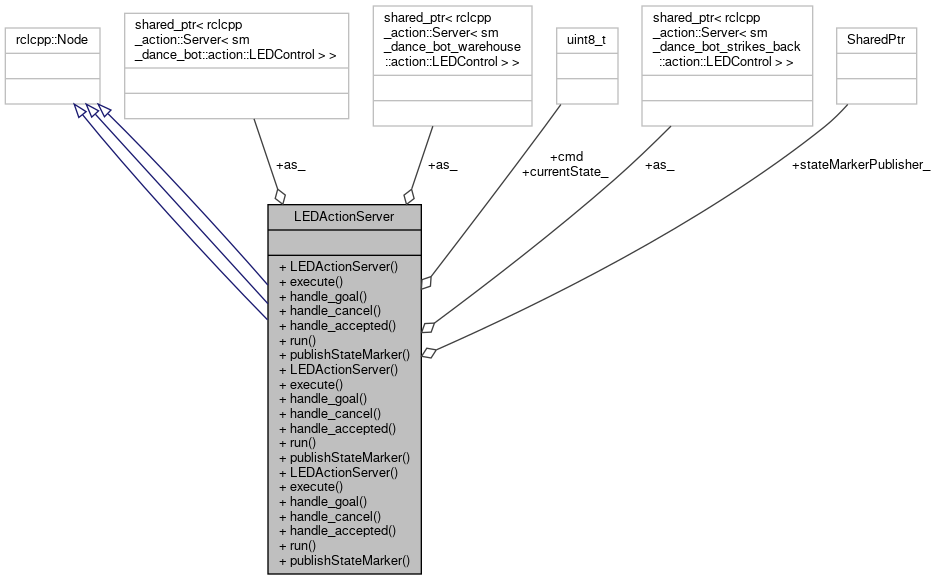 rclcpp::Node
shared_ptr< rclcpp
_action::Server< sm
_dance_bot::action::LEDControl > >
shared_ptr< rclcpp
_action::Server< sm
_dance_bot_warehouse
::action::LEDControl > >
uint8_t
shared_ptr< rclcpp
_action::Server< sm
_dance_bot_strikes_back
::action::LEDControl > >
SharedPtr
+as_
+as_
+cmd
+currentState_
+as_
+stateMarkerPublisher_
LEDActionServer
+ LEDActionServer()
+ execute()
+ handle_goal()
+ handle_cancel()
+ handle_accepted()
+ run()
+ publishStateMarker()
+ LEDActionServer()
+ execute()
+ handle_goal()
+ handle_cancel()
+ handle_accepted()
+ run()
+ publishStateMarker()
+ LEDActionServer()
+ execute()
+ handle_goal()
+ handle_cancel()
+ handle_accepted()
+ run()
+ publishStateMarker()